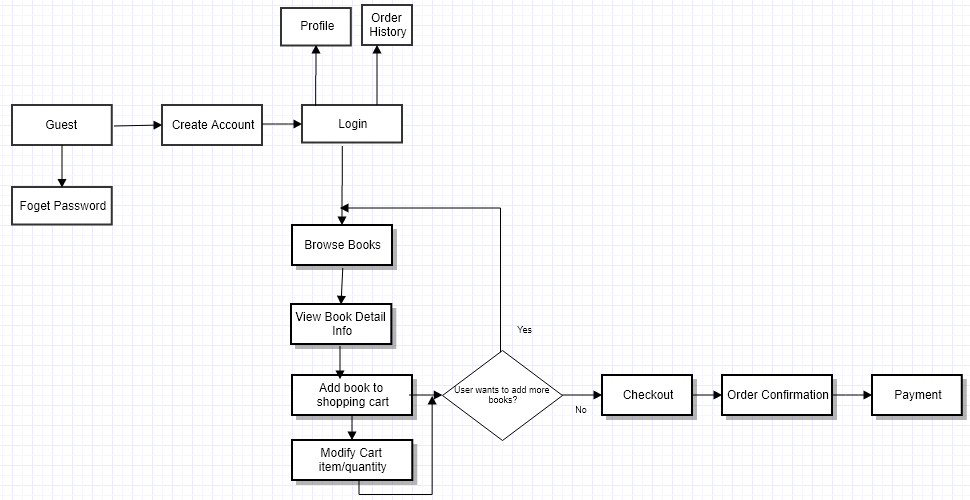 Profile
Order
History
Guest
Create Account
Login
Foget Password
Browse Books
View Book Detail
Info
Yes
Add book to
shopping cart
User wants to add more
books?
No
Checkout
Order Confirmation
Payment
Modify Cart
item/quantity